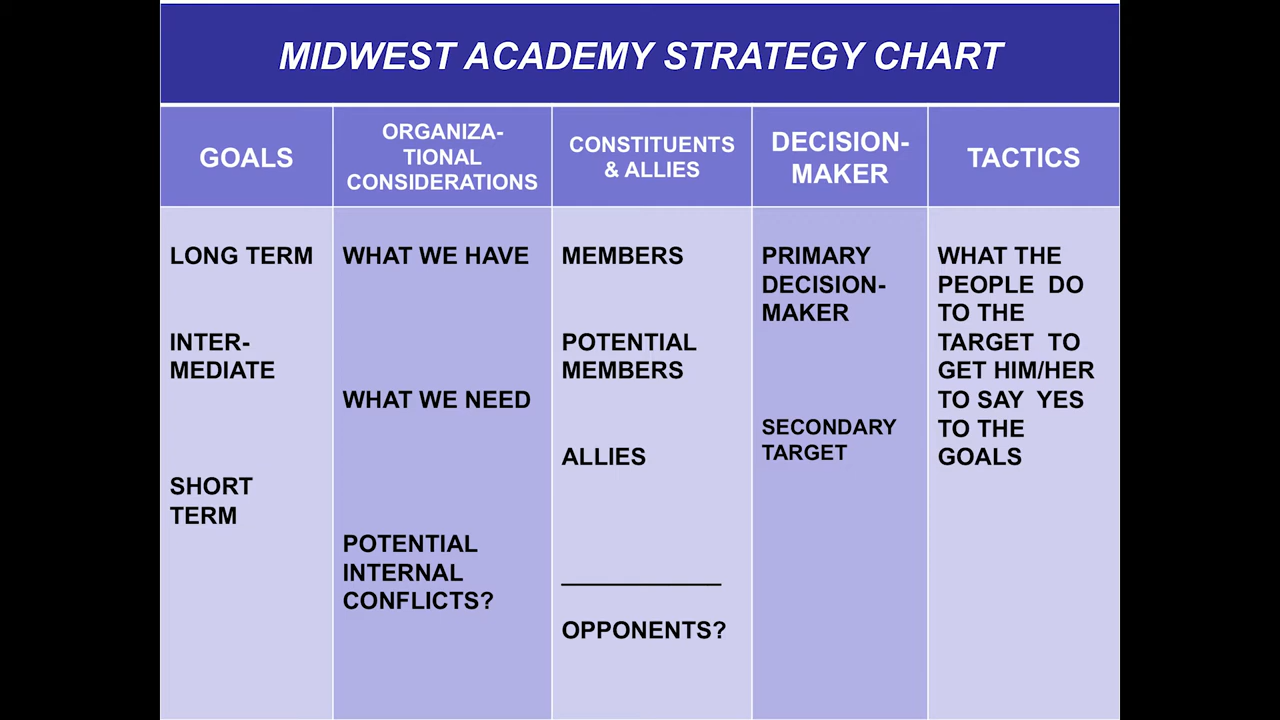 MIDWEST ACADEMY STRATEGY CHART
GOALS
ORGANIZA-
TIONAL
CONSIDERATIONS
CONSTITUENTS
& ALLIES
DECISION-
MAKER
TACTICS
LONG TERM
INTER-
MEDIATE
SHORT
TERM
WHAT WE HAVE
WHAT WE NEED
POTENTIAL
INTERNAL
CONFLICTS?
MEMBERS
POTENTIAL
MEMBERS
ALLIES
____________
OPPONENTS?
PRIMARY
DECISION-
MAKER
SECONDARY
TARGET
WHAT THE
PEOPLE DO
TO THE
TARGET TO
GET HIM/HER
TO SAY YES
TO THE
GOALS